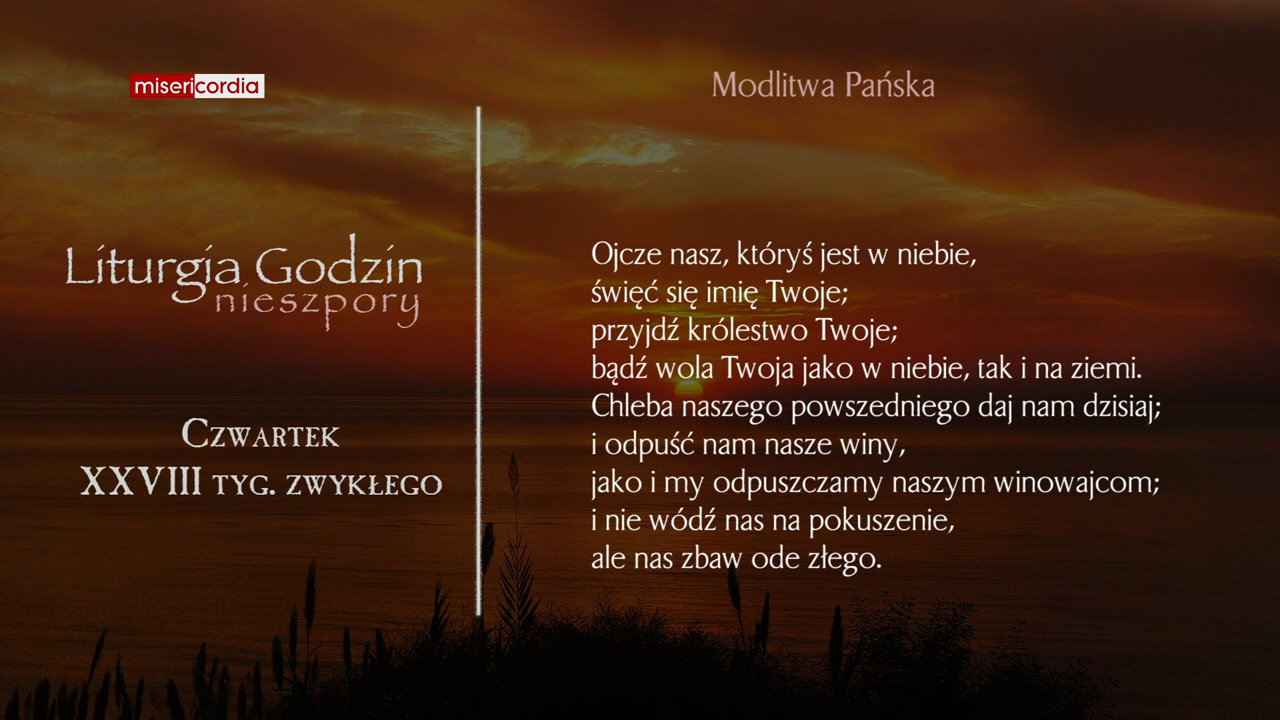 misericordia
Liturgia Godzin
nieszpory
Czwartek
XXVIII tyg. zwykłego
Modlitwa Pańska
Ojcze nasz, któryś jest w niebie,
święć się imię Twoje;
przyjdź królestwo Twoje;
bądź wola Twoja jako w niebie, tak i na ziemi.
Chleba naszego powszedniego daj nam dzisiaj;
i odpuść nam nasze winy,
jako i my odpuszczamy naszym winowajcom;
i nie wódź nas na pokuszenie,
ale nas zbaw ode złego.